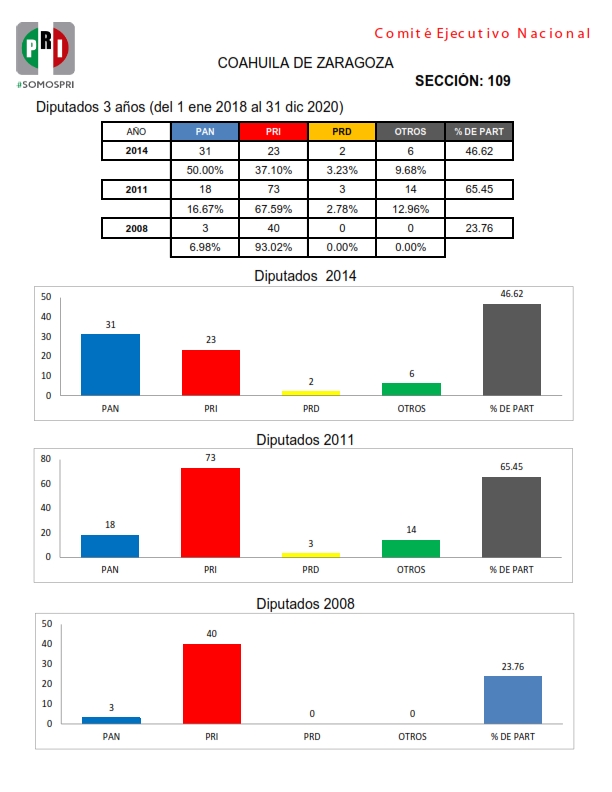 Comité Ejecutivo Nacional
PRI
#SOMOSPRI
COAHUILA DE ZARAGOZA
SECCIÓN: 109
Diputados 3 años (del 1 ene 2018 al 31 dic 2020)
AÑO PAN PRI PRD OTROS % DE PART
2014 31 23 2 6 46.62
50.00% 37.10% 3.23% 9.68%
2011 18 73 3 14 65.45
16.67% 67.59% 2.78% 12.96%
2008 3 40 0 0 23.76
6.98% 93.02% 0.00% 0.00%
Diputados 2014
50
40
30
20
10
0
31 23 2 6 46.62
PAN PRI PRD OTROS % DE PART
Diputados 2011
80
60
40
20
0
18 73 3 14 65.45
PAN PRI PRD OTROS % DE PART
Diputados 2008
50
40
30
20
10
0
3 40 0 0 23.76
PAN PRI PRD OTROS % DE PART